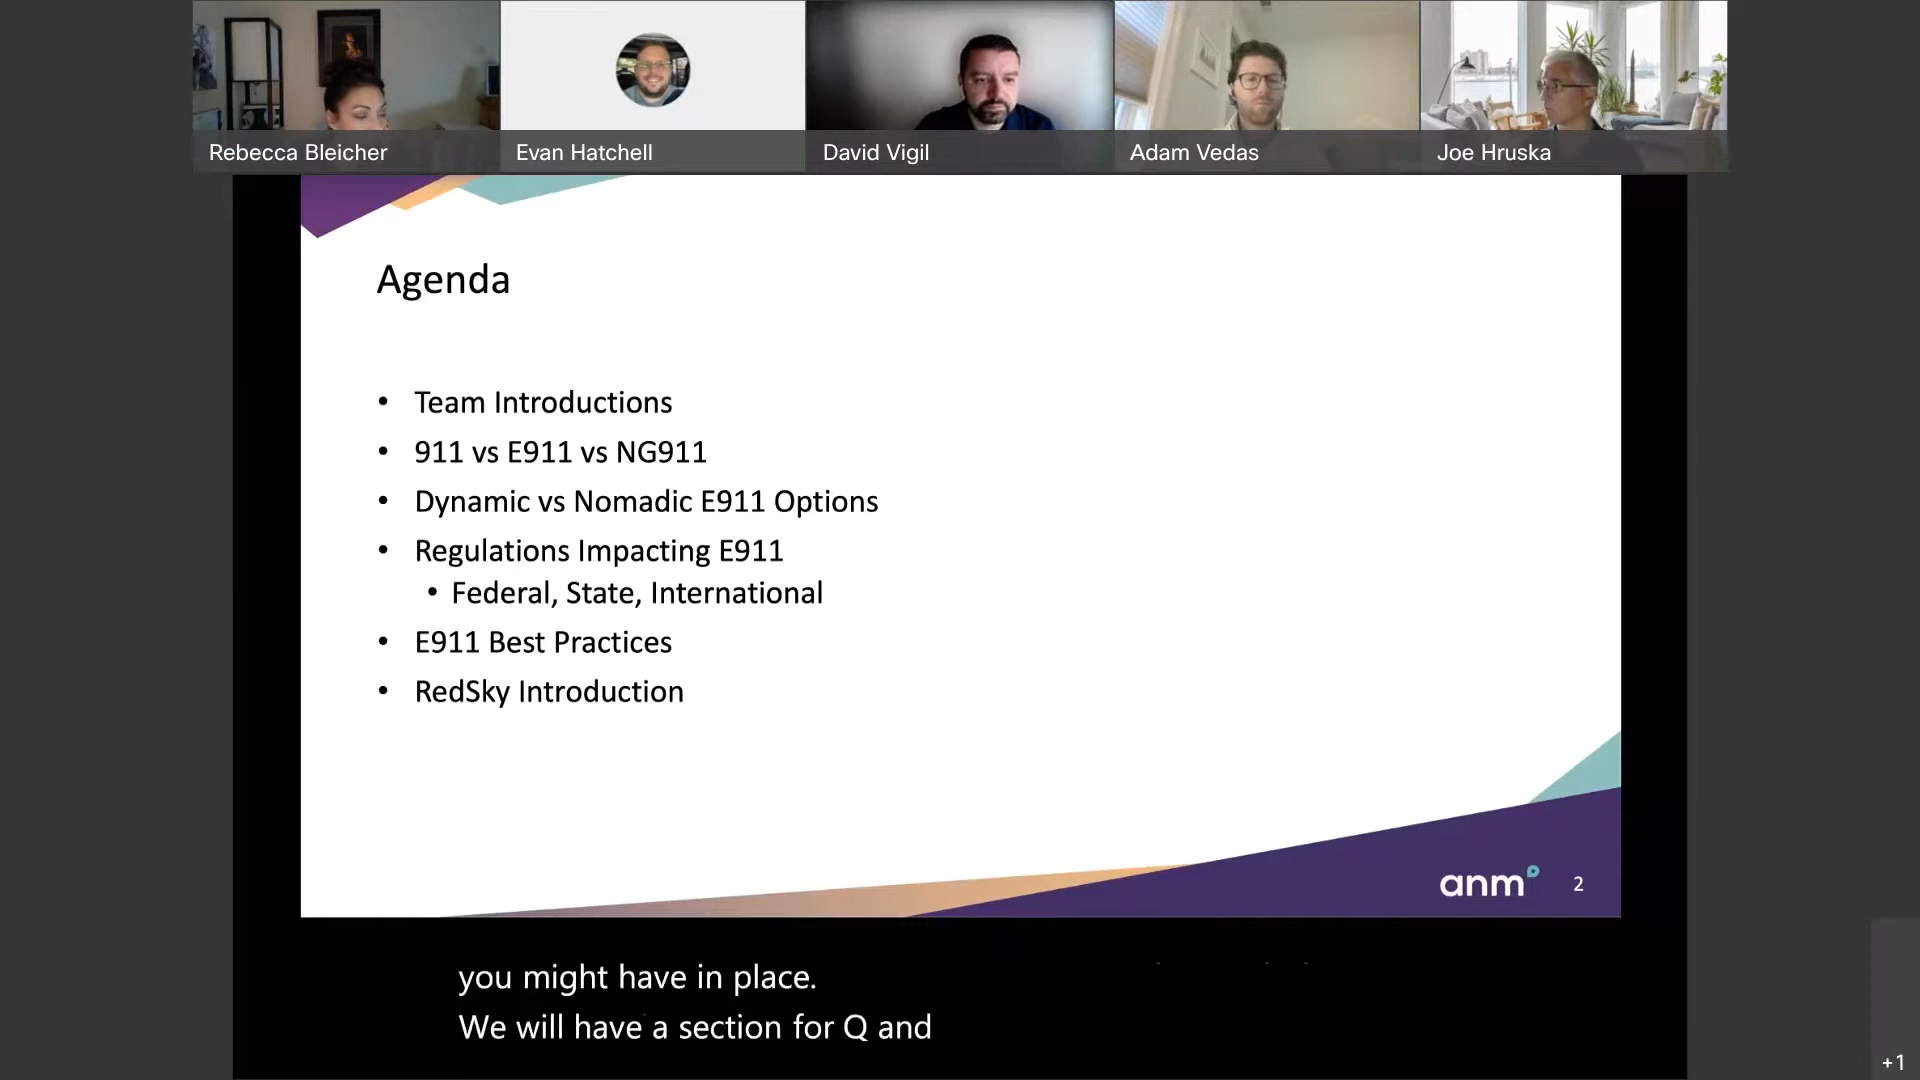 Rebecca Bleicher
Evan Hatchell
David Vigil
Adam Vedas
Joe Hruska
Agenda
• Team Introductions
• 911 vs E911 vs NG911
• Dynamic vs Nomadic E911 Options
• Regulations Impacting E911
• Federal, State, International
• E911 Best Practices
• RedSky Introduction
anm
2
you might have in place.
We will have a section for Q and
+1